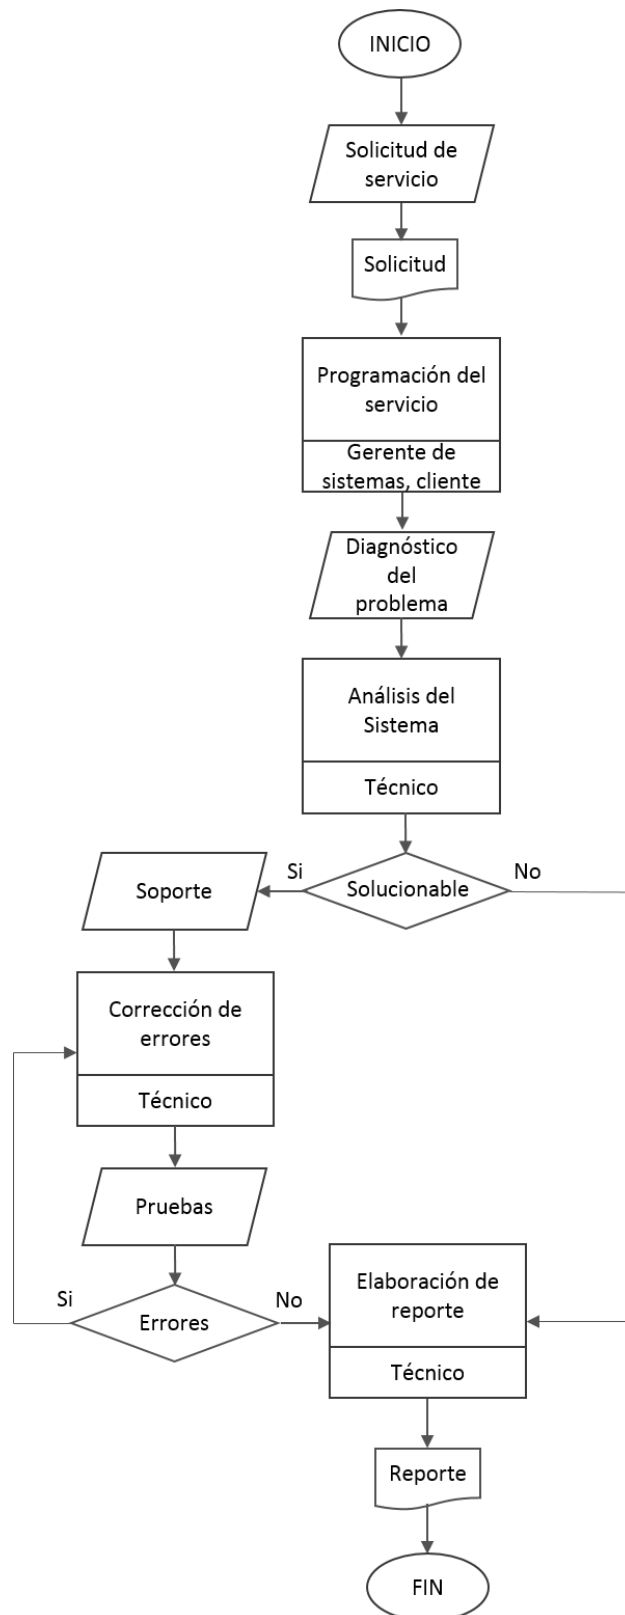 INICIO
Solicitud de
servicio
Solicitud
Programación del
servicio
Gerente de
sistemas, cliente
Diagnóstico
del
problema
Análisis del
Sistema
Técnico
Solucionable
Si
No
Soporte
Corrección de
errores
Técnico
Pruebas
Errores
Si
No
Elaboración de
reporte
Técnico
Reporte
FIN